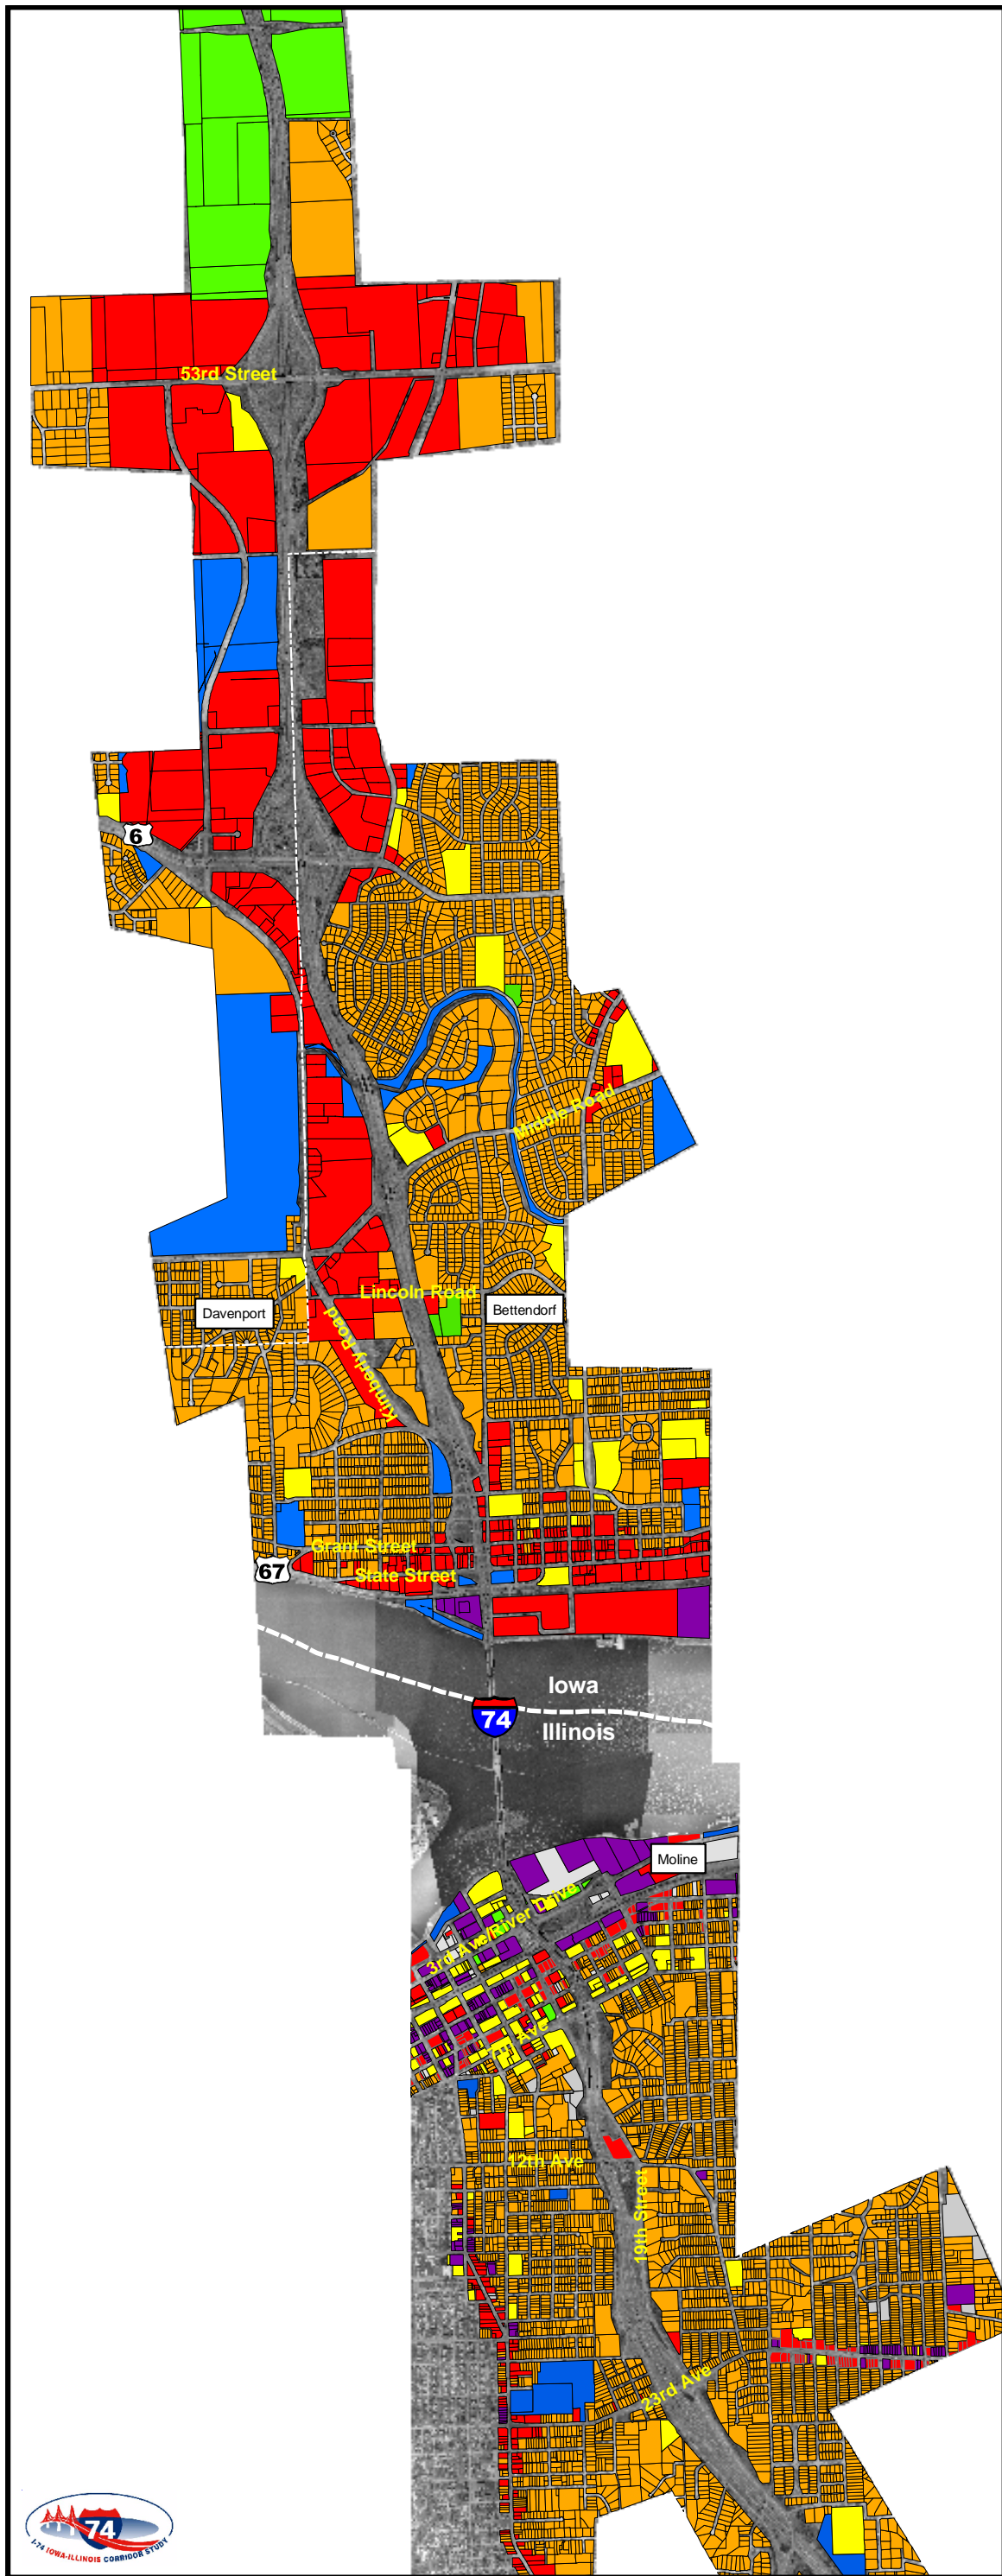 53rd Street
6
Middle Road
Lincoln Road
Davenport
Bettendorf
Kimberly Road
Grant Street
67
State Street
Iowa
74
Illinois
Moline
3rd Ave/River Drive
Ave
12th Ave
19th Street
23rd Ave
74
I-74 IOWA-ILLINOIS CORRIDOR STUDY